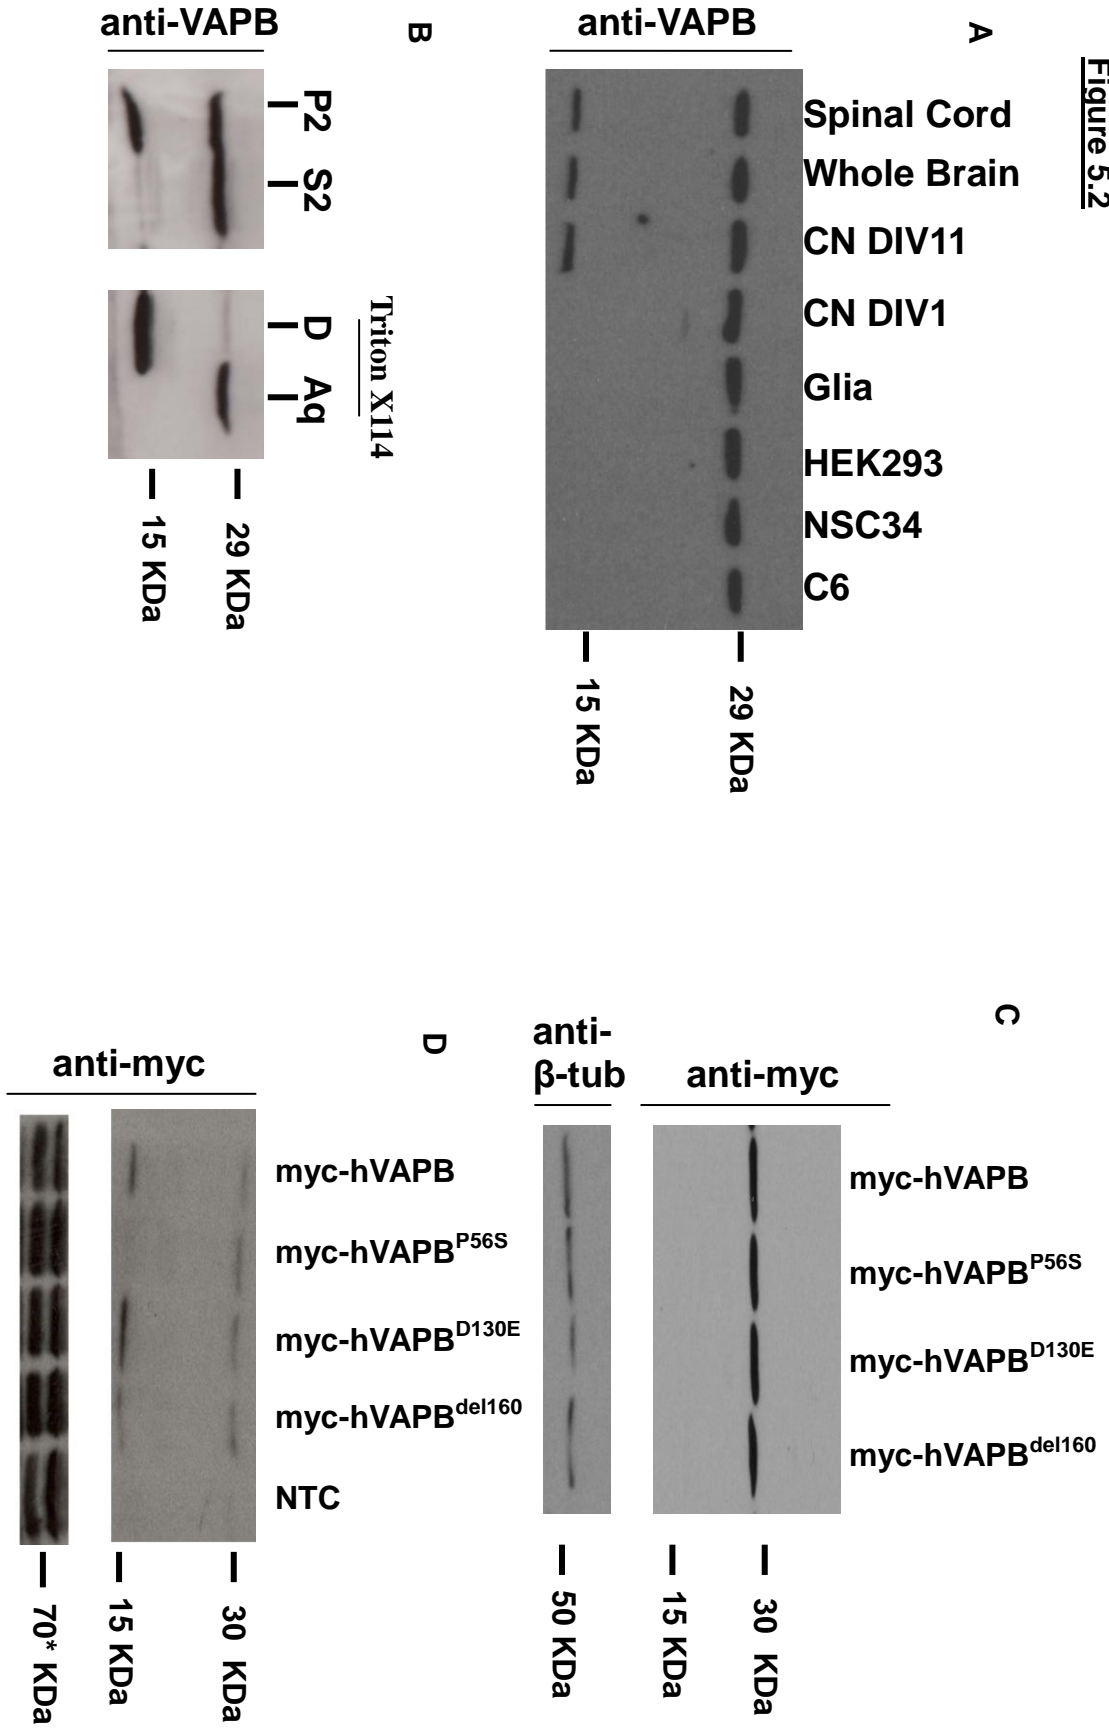 Figure 5.2
A
anti-VAPB
Spinal Cord
Whole Brain
CN DIV11
CN DIV1
Glia
HEK293
NSC34
C6
29 KDa
15 KDa
B
anti-VAPB
P2
S2
Triton X114
D
Aq
29 KDa
15 KDa
C
anti-myc
anti-
β-tub
myc-hVAPB
myc-hVAPBP56S
myc-hVAPBD130E
myc-hVAPBdel160
30 KDa
15 KDa
50 KDa
D
anti-myc
myc-hVAPB
myc-hVAPBP56S
myc-hVAPBD130E
myc-hVAPBdel160
NTC
30 KDa
15 KDa
70* KDa